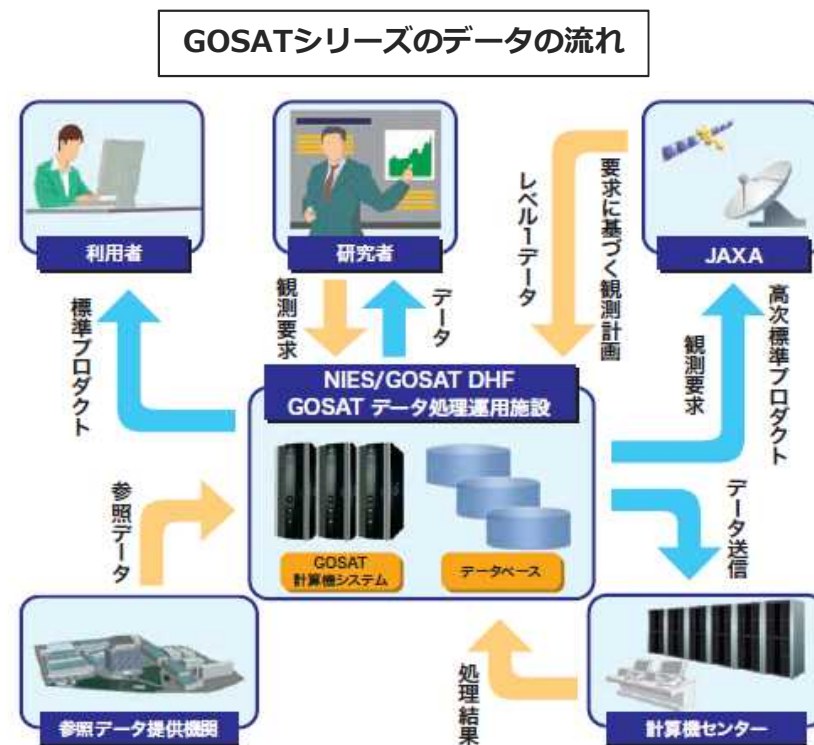 GOSATシリーズのデータの流れ
利用者
研究者
JAXA
標準プロダクト
観測要求
データ
レベル1データ
要求に基づく観測計画
観測要求
高次標準プロダクト
NIES/GOSAT DHF
GOSAT データ処理運用施設
GOSAT
計算機システム
データベース
参照データ
データ送信
参照データ提供機関
処理結果
計算機センター